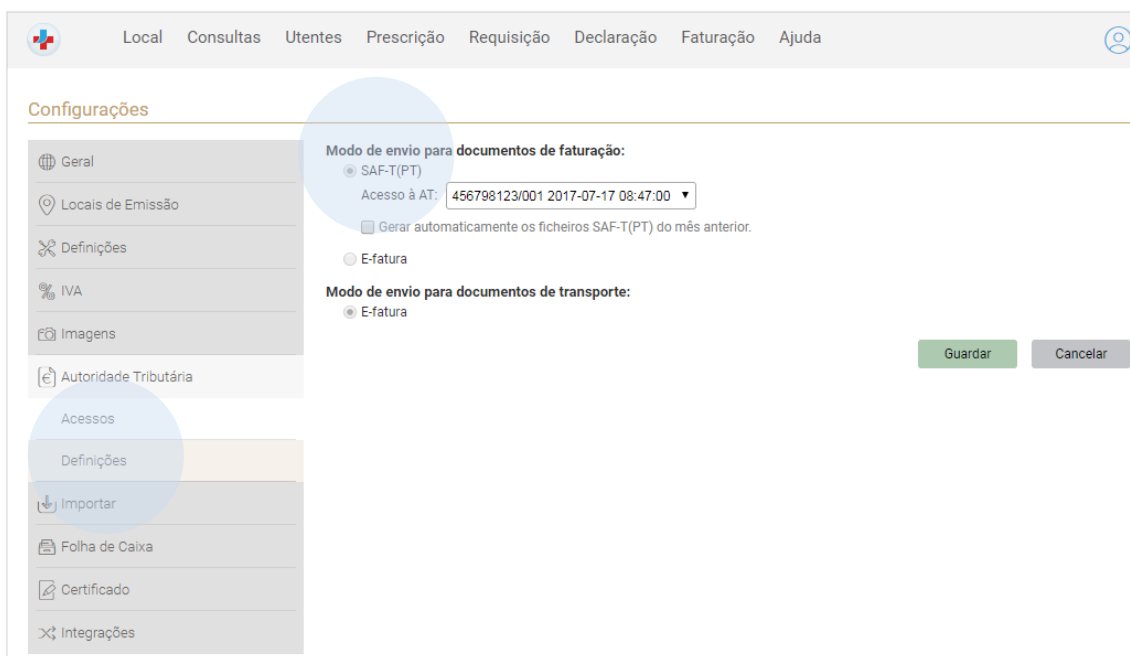 Local Consultas Utentes Prescrição Requisição Declaração Faturação Ajuda
Configurações
Geral
Locais de Emissão
Definições
IVA
Imagens
Autoridade Tributária
Acessos
Definições
Importar
Folha de Caixa
Certificado
Integrações
Modo de envio para documentos de faturação:
SAF-T(PT)
Acesso à AT: 456798123/001 2017-07-17 08:47:00
Gerar automaticamente os ficheiros SAF-T(PT) do mês anterior.
E-fatura
Modo de envio para documentos de transporte:
E-fatura
Guardar Cancelar